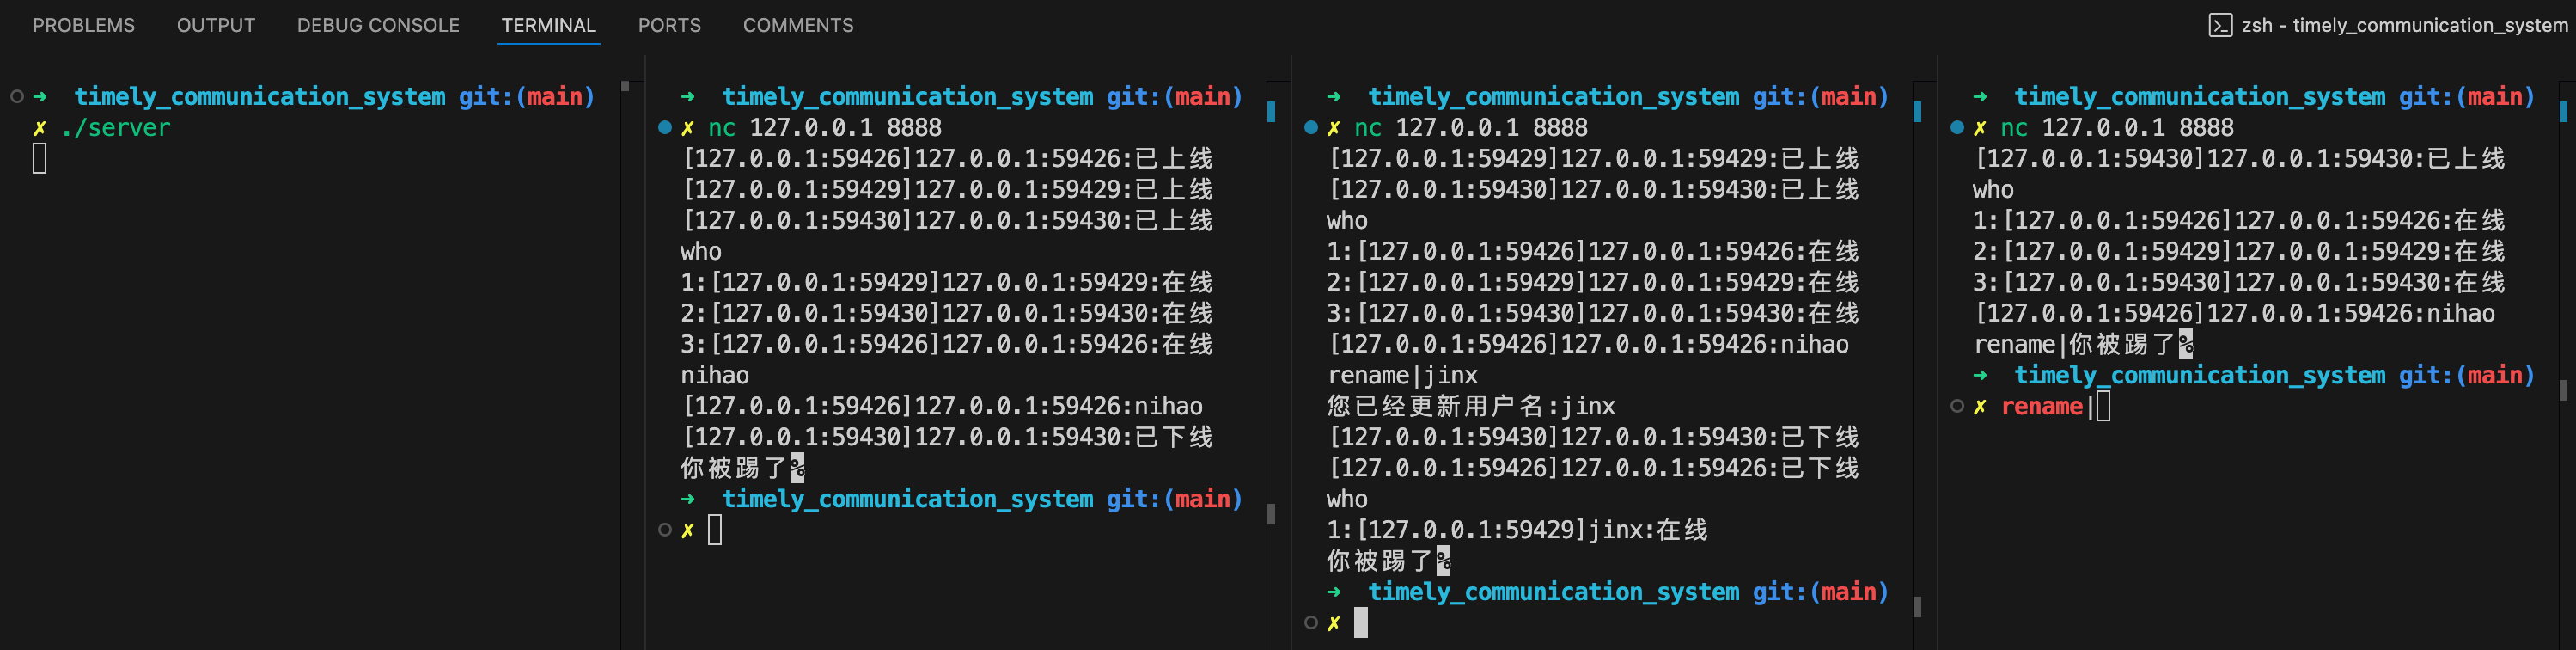 PROBLEMS OUTPUT DEBUG CONSOLE TERMINAL PORTS COMMENTS
zsh - timely_communication_system
➜ timely_communication_system git:(main)
✗ ./server
➜ timely_communication_system git:(main)
✗ nc 127.0.0.1 8888
[127.0.0.1:59426]127.0.0.1:59426:已上线
[127.0.0.1:59429]127.0.0.1:59429:已上线
[127.0.0.1:59430]127.0.0.1:59430:已上线
who
1:[127.0.0.1:59429]127.0.0.1:59429:在线
2:[127.0.0.1:59430]127.0.0.1:59430:在线
3:[127.0.0.1:59426]127.0.0.1:59426:在线
nihao
[127.0.0.1:59426]127.0.0.1:59426:nihao
[127.0.0.1:59430]127.0.0.1:59430:已下线
你被踢了%
➜ timely_communication_system git:(main)
✗
➜ timely_communication_system git:(main)
✗ nc 127.0.0.1 8888
[127.0.0.1:59429]127.0.0.1:59429:已上线
[127.0.0.1:59430]127.0.0.1:59430:已上线
who
1:[127.0.0.1:59426]127.0.0.1:59426:在线
2:[127.0.0.1:59429]127.0.0.1:59429:在线
3:[127.0.0.1:59430]127.0.0.1:59430:在线
[127.0.0.1:59426]127.0.0.1:59426:nihao
rename|jinx
您已经更新用户名:jinx
[127.0.0.1:59430]127.0.0.1:59430:已下线
[127.0.0.1:59426]127.0.0.1:59426:已下线
who
1:[127.0.0.1:59429]jinx:在线
你被踢了%
➜ timely_communication_system git:(main)
✗
➜ timely_communication_system git:(main)
✗ nc 127.0.0.1 8888
[127.0.0.1:59430]127.0.0.1:59430:已上线
who
1:[127.0.0.1:59426]127.0.0.1:59426:在线
2:[127.0.0.1:59429]127.0.0.1:59429:在线
3:[127.0.0.1:59430]127.0.0.1:59430:在线
[127.0.0.1:59426]127.0.0.1:59426:nihao
rename|你被踢了%
➜ timely_communication_system git:(main)
✗ rename|